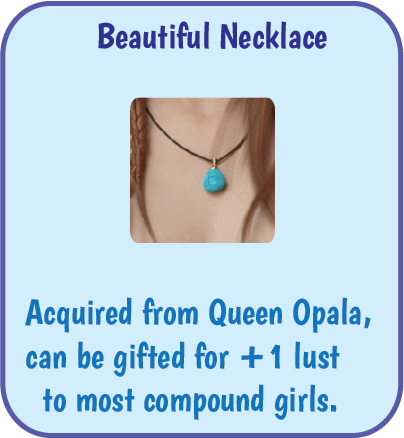 Beautiful Necklace
Acquired from Queen Opala,
can be gifted for +1 lust
to most compound girls.